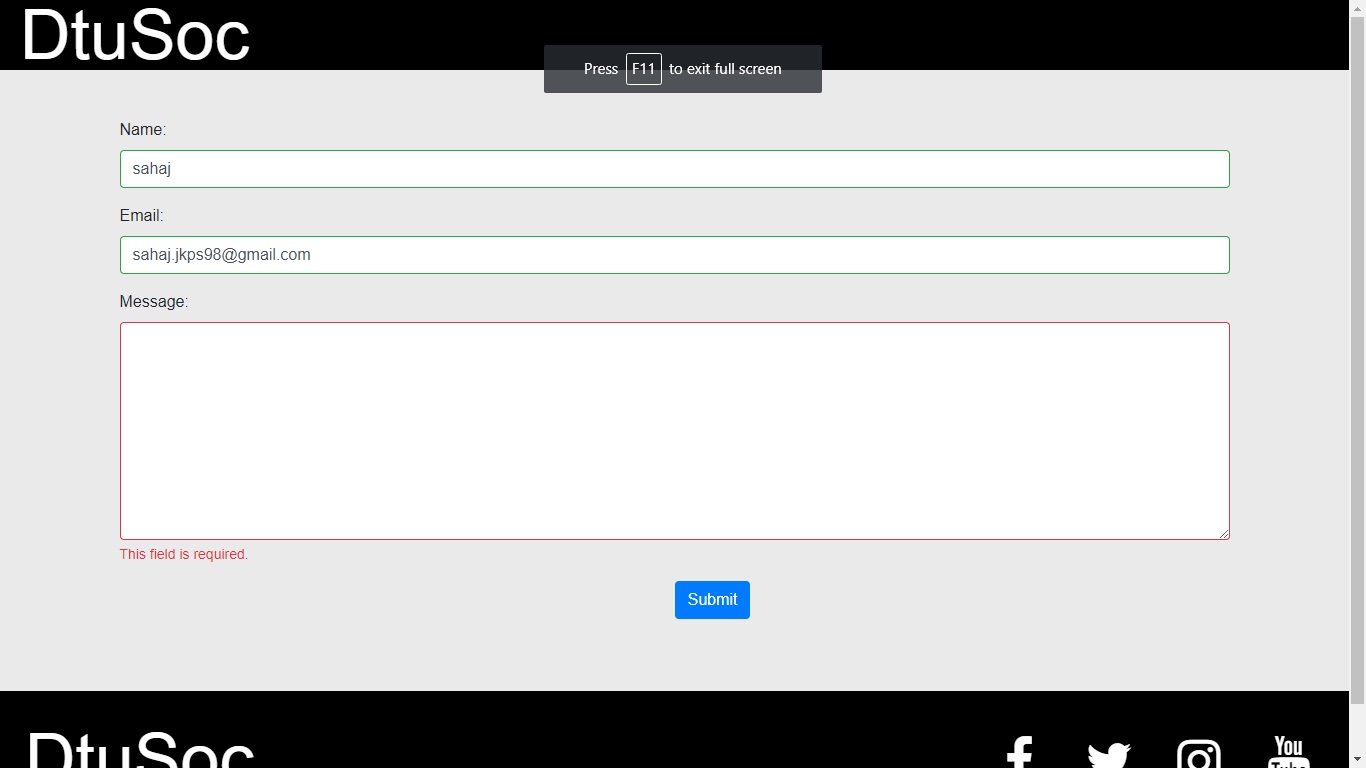 DtuSoc
Press F11 to exit full screen
Name:
sahaj
Email:
sahaj.jkps98@gmail.com
Message:
This field is required.
Submit
DtuSoc
You
Tube